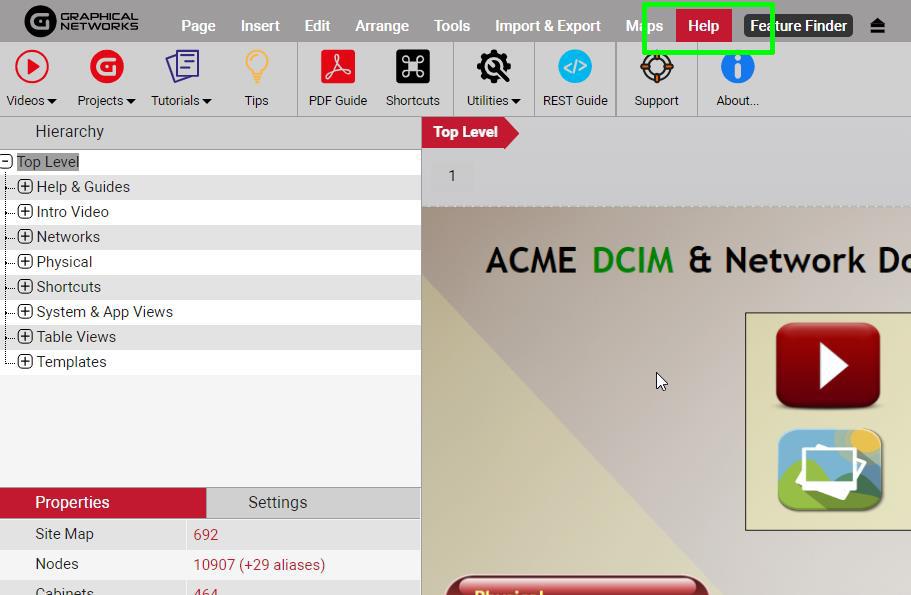 GRAPHICAL
NETWORKS
Page Insert Edit Arrange Tools Import & Export Maps Help Feature Finder
Videos Projects Tutorials Tips PDF Guide Shortcuts Utilities REST Guide Support About...
Hierarchy
Top Level
Top Level
1
Help & Guides
Intro Video
Networks
Physical
Shortcuts
System & App Views
Table Views
Templates
ACME DCIM & Network Do
Properties Settings
Site Map 692
Nodes 10907 (+29 aliases)
Cabinets 464
Physical